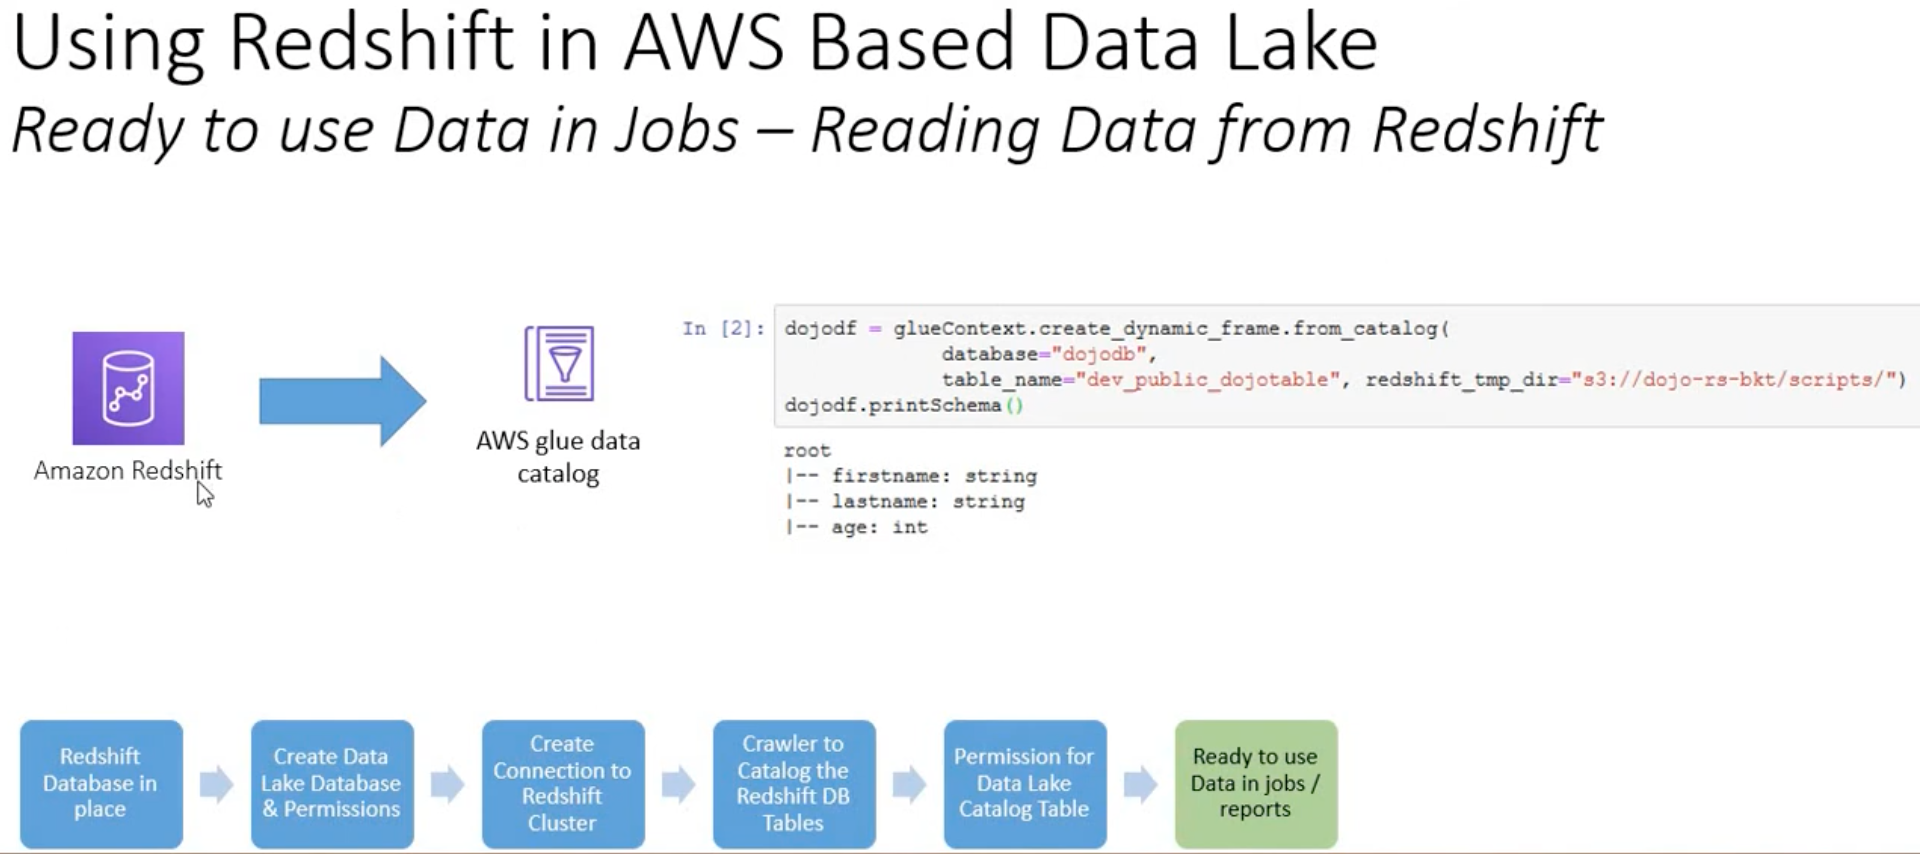 Using Redshift in AWS Based Data Lake
Ready to use Data in Jobs – Reading Data from Redshift
Amazon Redshift
AWS glue data
catalog
In [2]: dojodf = glueContext.create_dynamic_frame.from_catalog(
database="dojodb",
table_name="dev_public_dojotable", redshift_tmp_dir="s3://dojo-rs-bkt/scripts/")
dojodf.printSchema()
root
|-- firstname: string
|-- lastname: string
|-- age: int
Redshift
Database in
place
Create Data
Lake Database
& Permissions
Create
Connection to
Redshift
Cluster
Crawler to
Catalog the
Redshift DB
Tables
Permission for
Data Lake
Catalog Table
Ready to use
Data in jobs /
reports